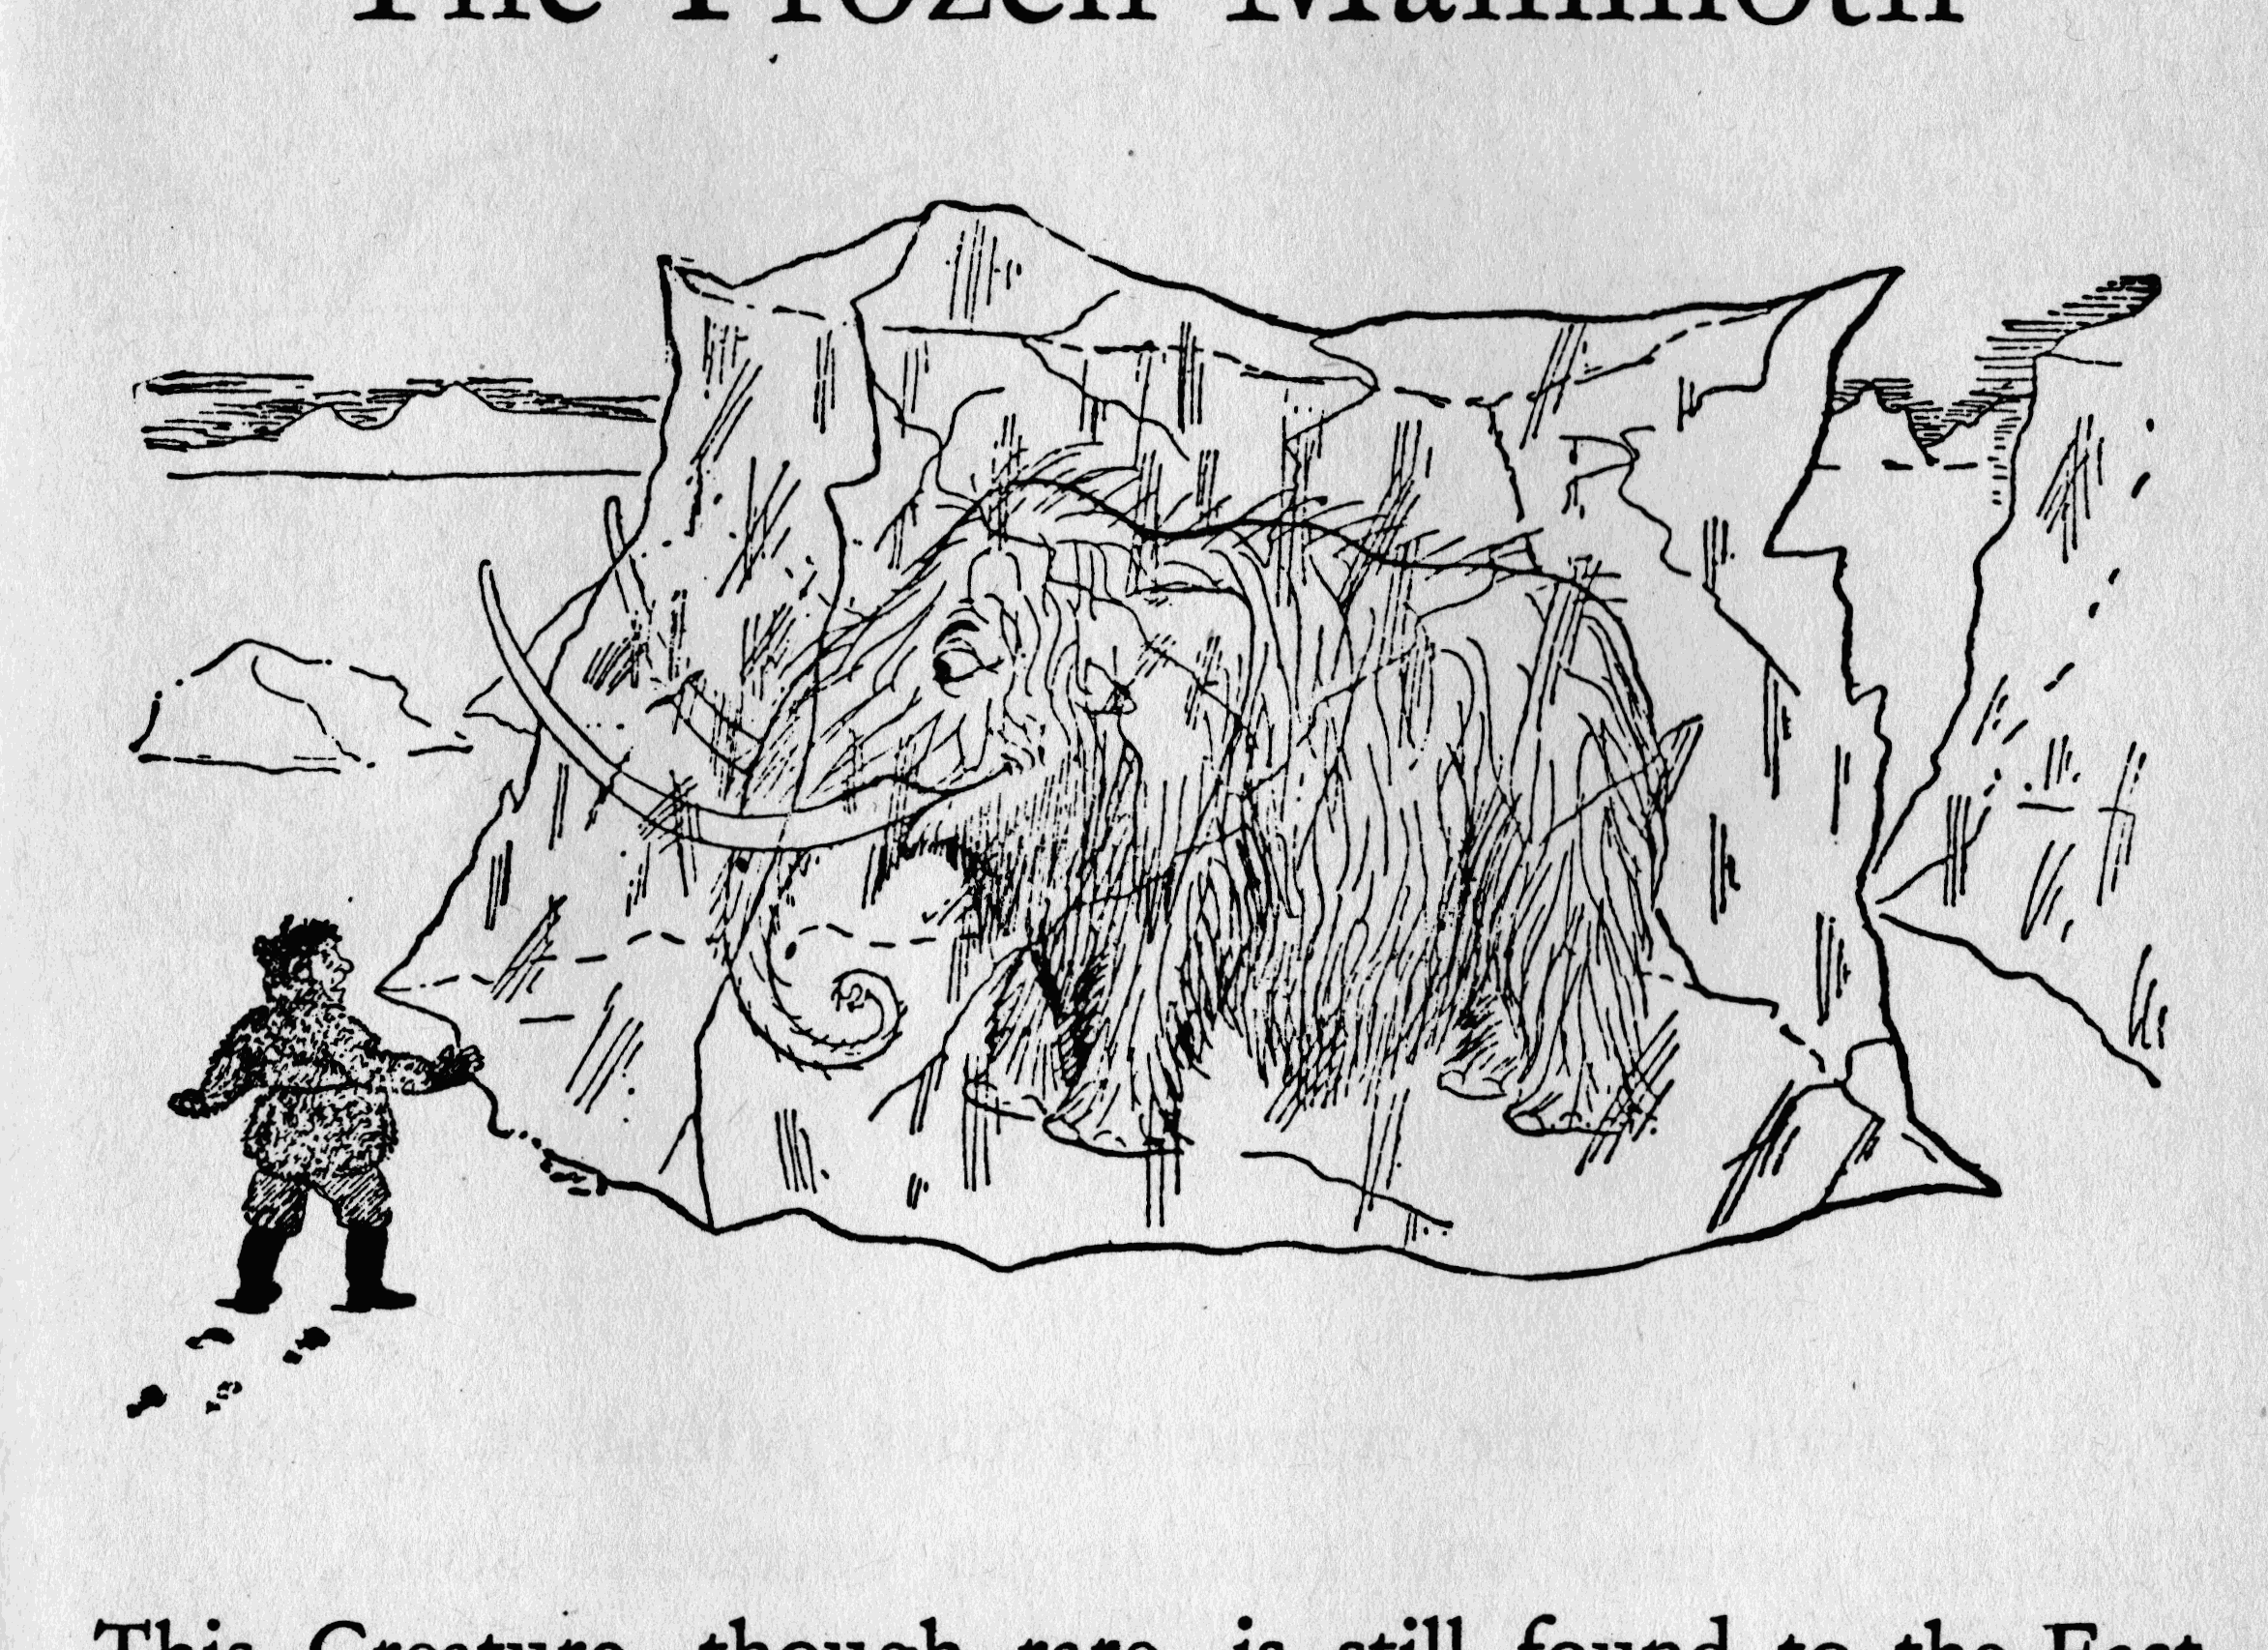 The Frozen Mammoth
This Creature, though rare, is still found to the East